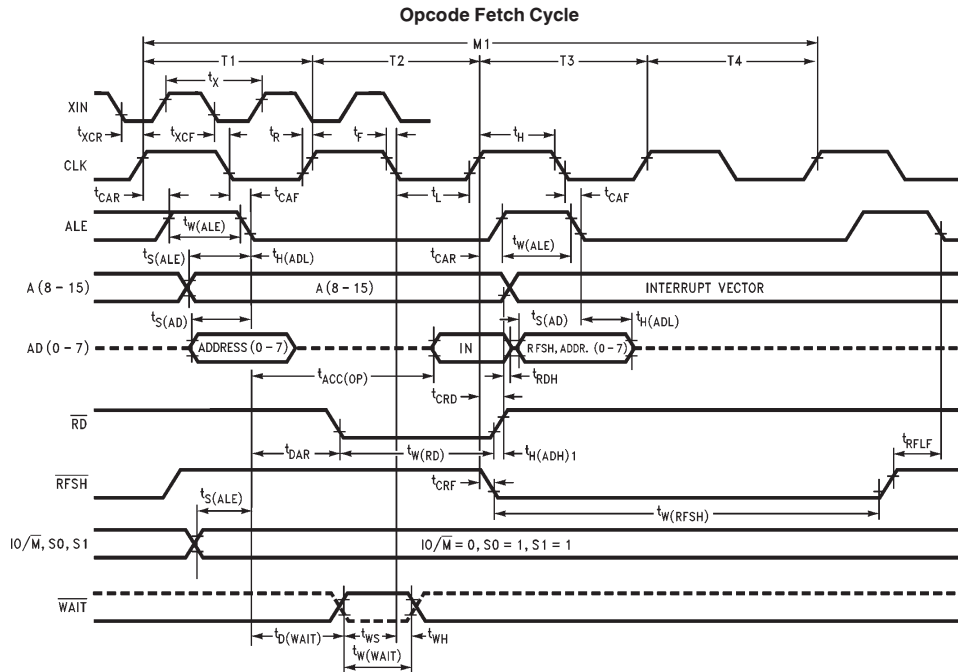 Opcode Fetch Cycle
M1
T1 T2 T3 T4
tX
XIN
tXCR tXCF tR tF tH
CLK
tCAR tCAF tL tCAF
ALE
tW(ALE) tW(ALE)
tS(ALE) tH(ADL) tCAR
A(8-15) A(8-15) INTERRUPT VECTOR
tS(AD) tS(AD) tH(ADL)
AD(0-7) ADDRESS(0-7) IN RFSH, ADDR. (0-7)
tACC(OP) tRDH
tCRD
RD
tDAR tW(RD) tH(ADH)1 tRFLF
RFSH
tCRF
tS(ALE) tW(RFSH)
IO/M, S0, S1 IO/M = 0, S0 = 1, S1 = 1
WAIT
tD(WAIT) tWS tWH
tW(WAIT)